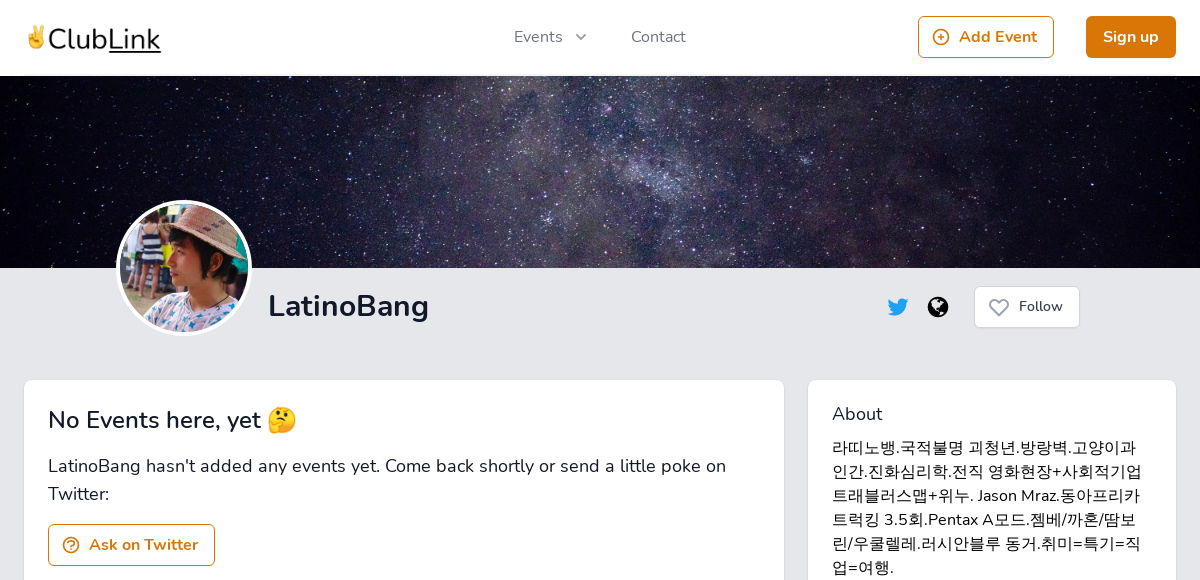 ✌ClubLink
Events
Contact
Add Event
Sign up
LatinoBang
Follow
No Events here, yet 🤔
LatinoBang hasn't added any events yet. Come back shortly or send a little poke on
Twitter:
Ask on Twitter
About
라띠노뱅.국적불명 괴청년.방랑벽.고양이과
인간.진화심리학.전직 영화현장+사회적기업
트래블러스맵+위누. Jason Mraz.동아프리카
트럭킹 3.5회.Pentax A모드.젬베/까혼/땀보
린/우쿨렐레.러시안블루 동거.취미=특기=직
업=여행.